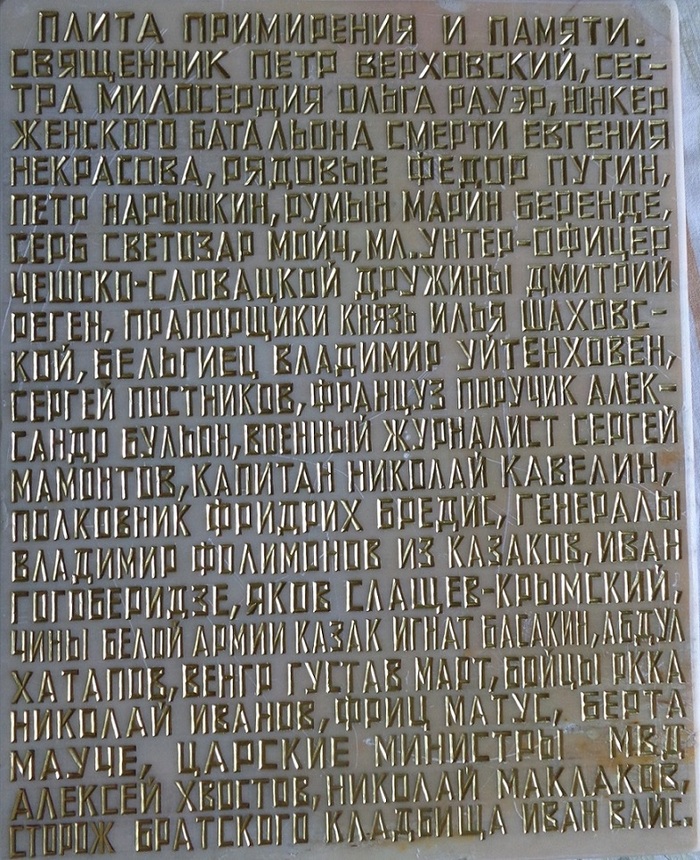 ПЛИТА ПРИМИРЕНИЯ И ПАМЯТИ.
СВЯЩЕННИК ПЕТР ВЕРХОВСКИЙ, СЕС-
ТРА МИЛОСЕРДИЯ ОЛЬГА РАУЭР, ЮНКЕР
ЖЕНСКОГО БАТАЛЬОНА СМЕРТИ ЕВГЕНИЯ
НЕКРАСОВА, РЯДОВЫЕ ФЕДОР ПУТИН,
ПЕТР НАРЫШКИН, РУМЫН МАРИН БЕРЕНДЕ,
СЕРБ СВЕТОЗАР МОЙЧ, МЛ. УНТЕР-ОФИЦЕР
ЧЕШСКО-СЛОВАЦКОЙ ДРУЖИНЫ ДМИТРИЙ
РЕГЕН, ПРАПОРЩИКИ КНЯЗЬ ИЛЬЯ ШАХОВС-
КОЙ, БЕЛЬГИЕЦ ВЛАДИМИР УЙТЕНХОВЕН,
СЕРГЕЙ ПОСТНИКОВ, ФРАНЦУЗ ПОРУЧИК АЛЕК-
САНДР БУЛЬОН, ВОЕННЫЙ ЖУРНАЛИСТ СЕРГЕЙ
МАМОНТОВ, КАПИТАН НИКОЛАЙ КАВЕЛИН,
ПОЛКОВНИК ФРИДРИХ БРЕДИС, ГЕНЕРАЛЫ
ВЛАДИМИР ФОЛИМОНОВ ИЗ КАЗАКОВ, ИВАН
ГОГОБЕРИДЗЕ, ЯКОВ СЛАЩЕВ-КРЫМСКИЙ,
ЧИНЫ БЕЛОЙ АРМИИ КАЗАК ИГНАТ БАСАКИН, АБДУЛ
ХАТАПОВ, ВЕНГР ГУСТАВ МАРТ, БОЙЦЫ РККА
НИКОЛАЙ ИВАНОВ, ФРИЦ МАТУС, БЕРТА
МАУЧЕ, ЦАРСКИЕ МИНИСТРЫ МВД
АЛЕКСЕЙ ХВОСТОВ, НИКОЛАЙ МАКЛАКОВ,
СТОРОЖ БРАТСКОГО КЛАДБИЩА ИВАН ВАЙС.